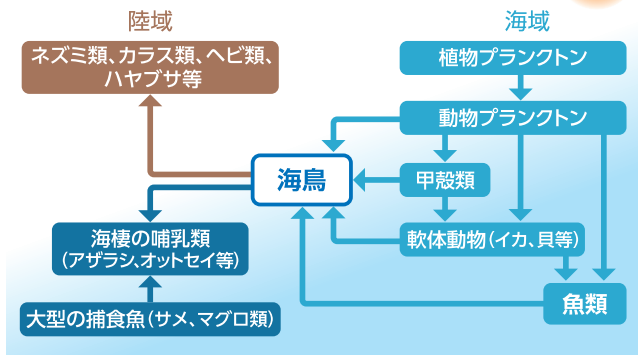 陸域
海域
ネズミ類、カラス類、ヘビ類、
ハヤブサ等
植物プランクトン
動物プランクトン
海鳥
甲殻類
海棲の哺乳類
(アザラシ、オットセイ等)
軟体動物(イカ、貝等)
大型の捕食魚(サメ、マグロ類)
魚類